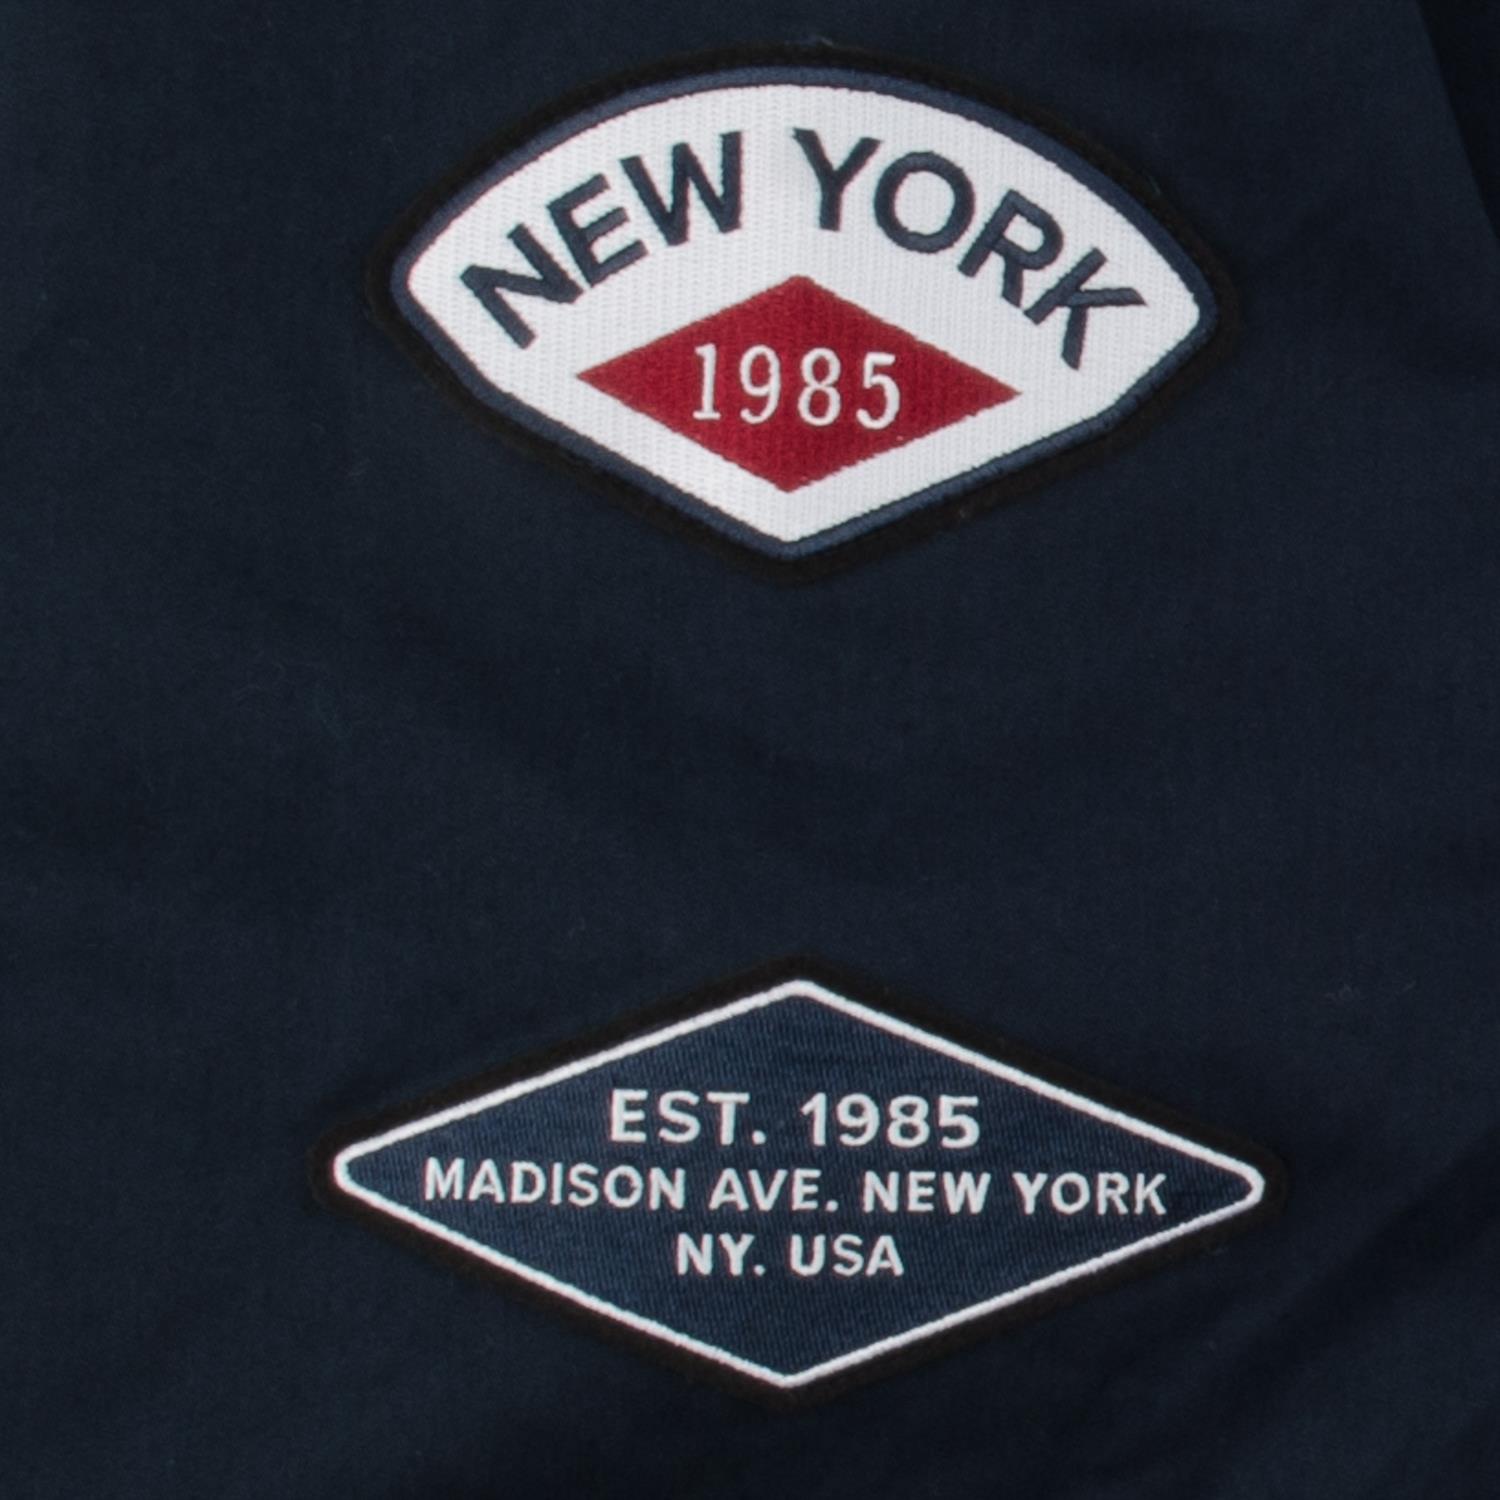 NEW YORK
1985
EST. 1985
MADISON AVE. NEW YORK
NY. USA